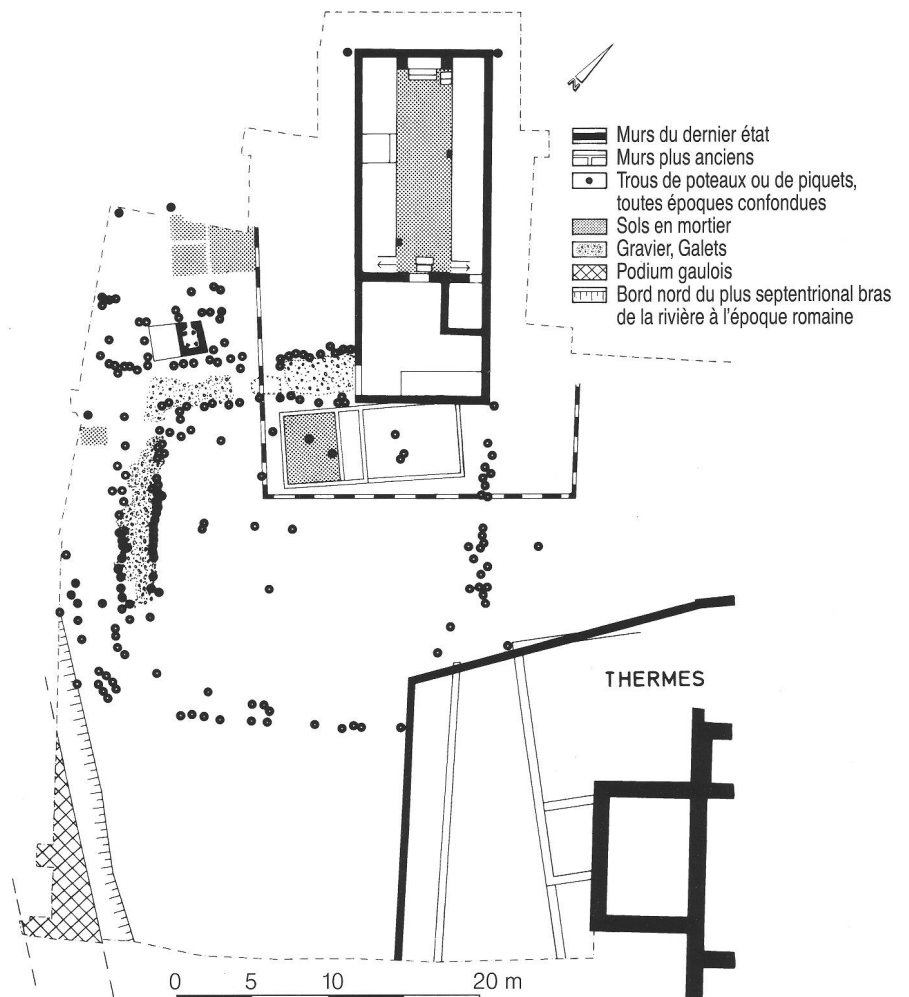 N
Murs du dernier état
Murs plus anciens
Trous de poteaux ou de piquets,
toutes époques confondues
Sols en mortier
Gravier, Galets
Podium gaulois
Bord nord du plus septentrional bras
de la rivière à l'époque romaine
THERMES
0 5 10 20 m